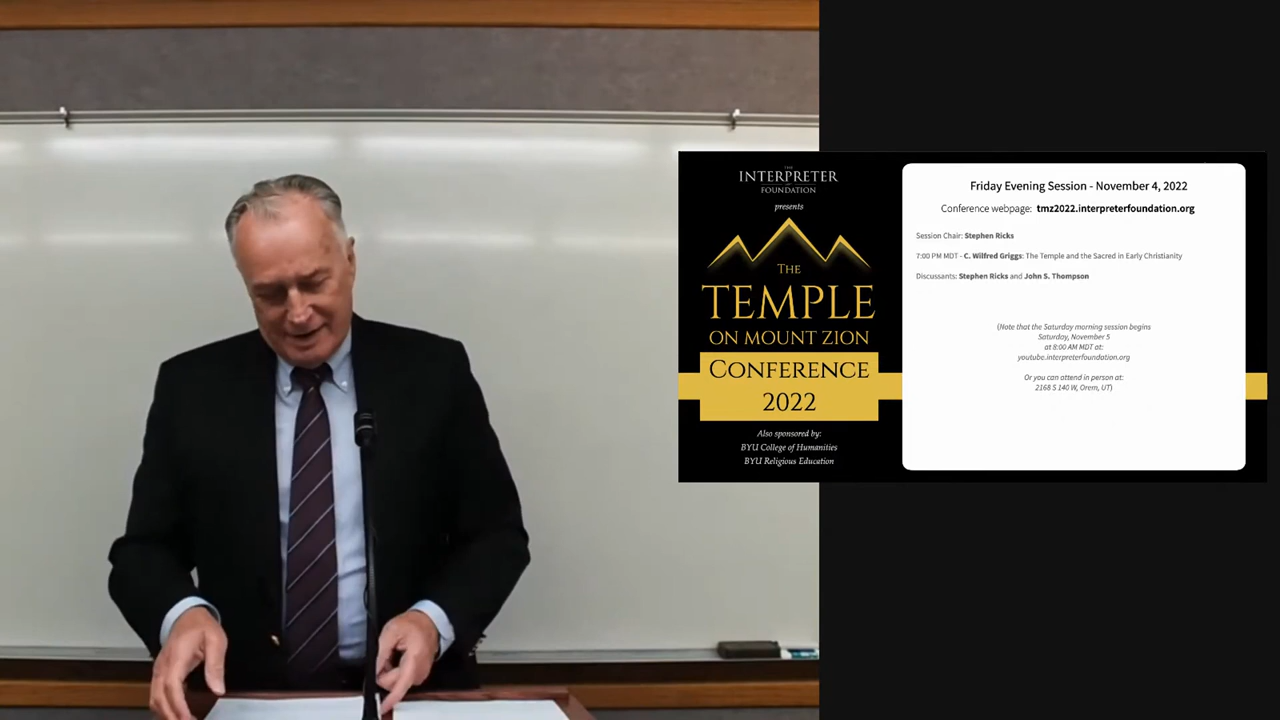 THE
INTERPRETER
FOUNDATION
presents
THE
TEMPLE
ON MOUNT ZION
CONFERENCE
2022
Also sponsored by:
BYU College of Humanities
BYU Religious Education
Friday Evening Session - November 4, 2022
Conference webpage: tmz2022.interpreterfoundation.org
Session Chair: Stephen Ricks
7:00 PM MDT - C. Wilfred Griggs: The Temple and the Sacred in Early Christianity
Discussants: Stephen Ricks and John S. Thompson
(Note that the Saturday morning session begins
Saturday, November 5
at 8:00 AM MDT at:
youtube.interpreterfoundation.org
Or you can attend in person at:
2168 S 140 W, Orem, UT)